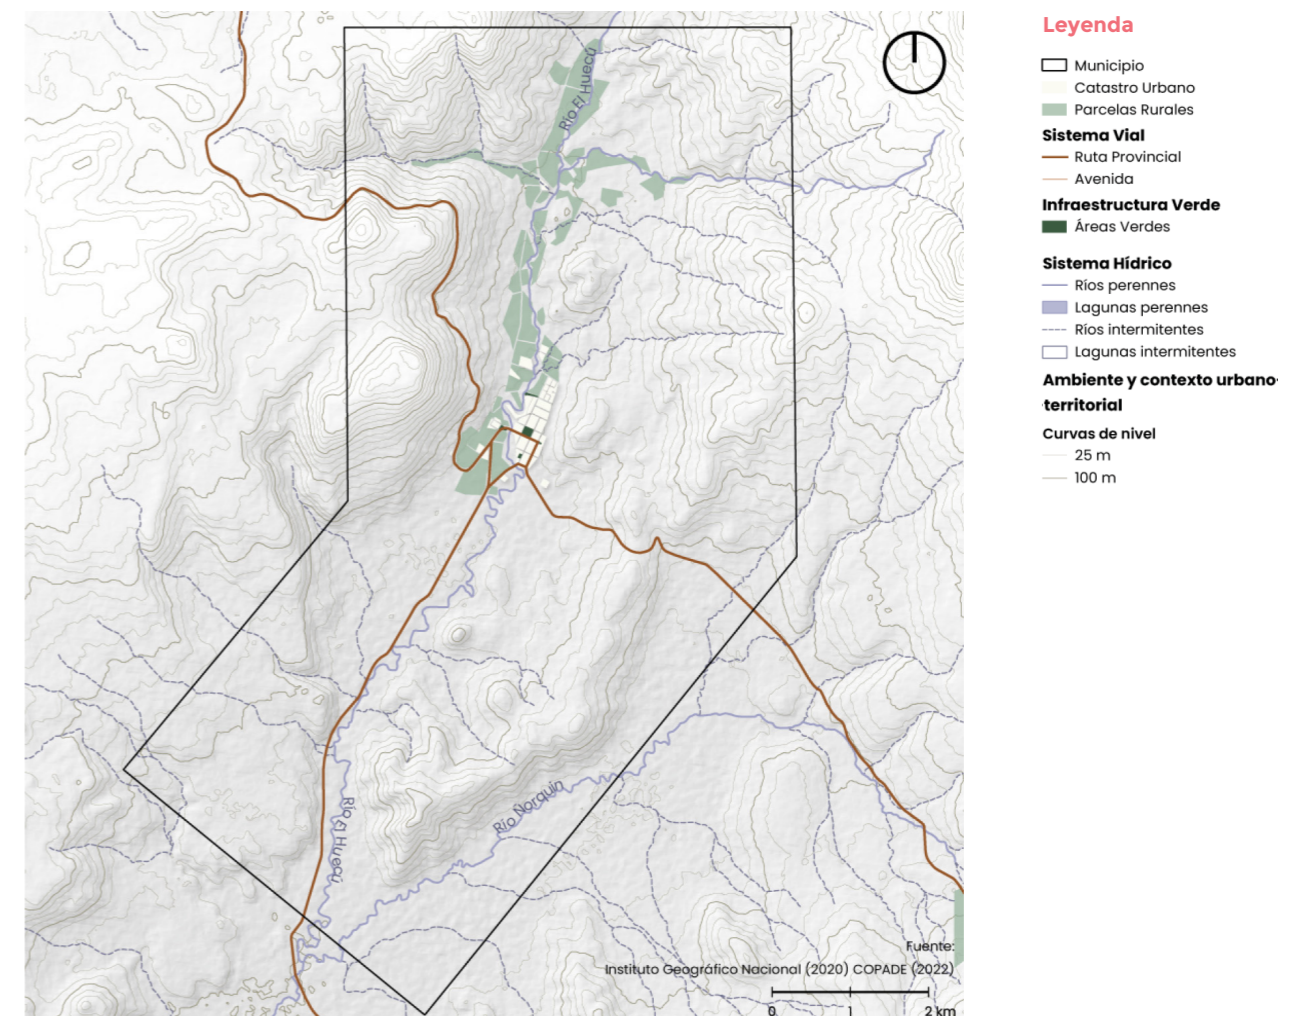 Leyenda
Municipio
Catastro Urbano
Parcelas Rurales
Sistema Vial
Ruta Provincial
Avenida
Infraestructura Verde
Áreas Verdes
Sistema Hídrico
Ríos perennes
Lagunas perennes
Ríos intermitentes
Lagunas intermitentes
Ambiente y contexto urbano-
territorial
Curvas de nivel
25 m
100 m
Río El Huecú
Río Ñorquín
Río El Huecú
Fuente:
Instituto Geográfico Nacional (2020) COPADE (2022)
0 1 2 km